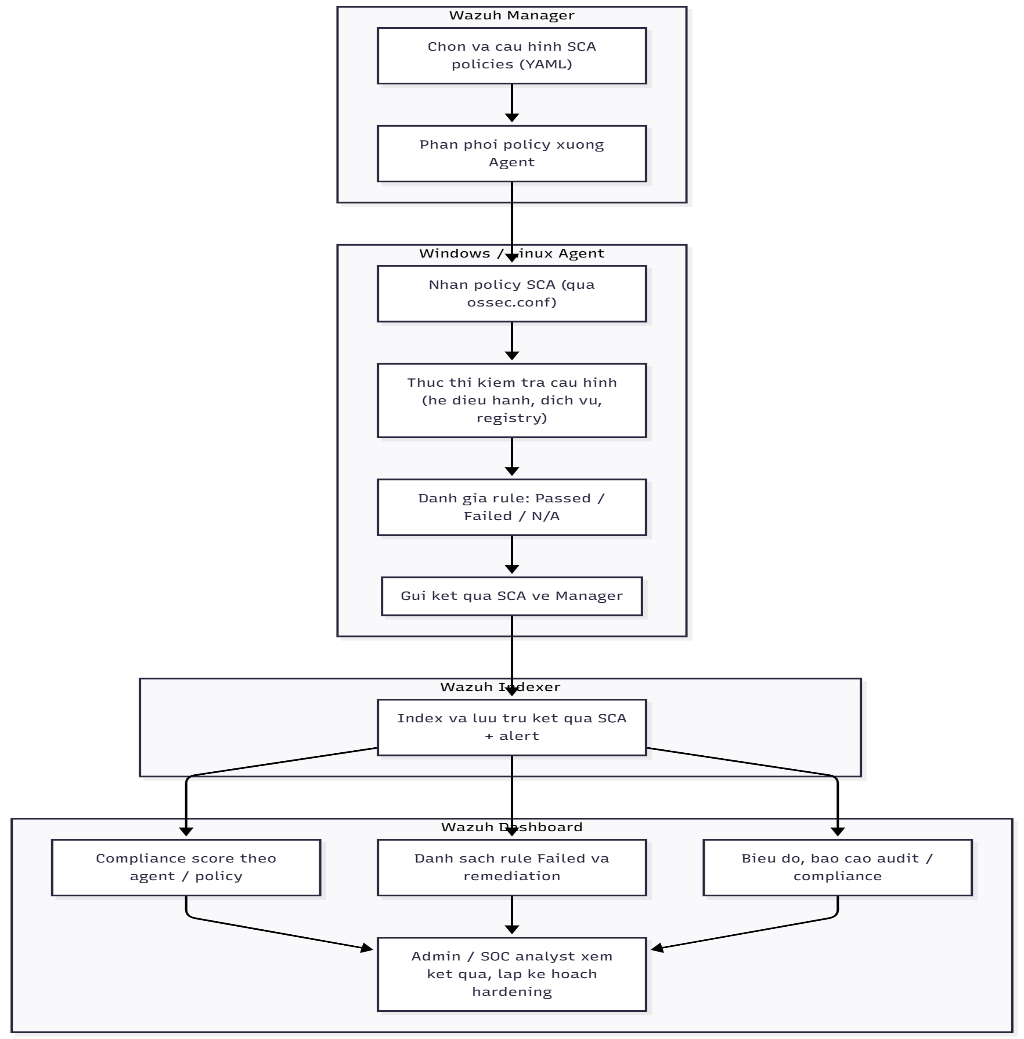 Wazuh Manager
Chon va cau hinh SCA
policies (YAML)
Phan phoi policy xuong
Agent
Windows / Linux Agent
Nhan policy SCA (qua
ossec.conf)
Thuc thi kiem tra cau hinh
(he dieu hanh, dich vu,
registry)
Danh gia rule: Passed /
Failed / N/A
Gui ket qua SCA ve Manager
Wazuh Indexer
Index va luu tru ket qua SCA
+ alert
Wazuh Dashboard
Compliance score theo
agent / policy
Danh sach rule Failed va
remediation
Bieu do, bao cao audit /
compliance
Admin / SOC analyst xem
ket qua, lap ke hoach
hardening